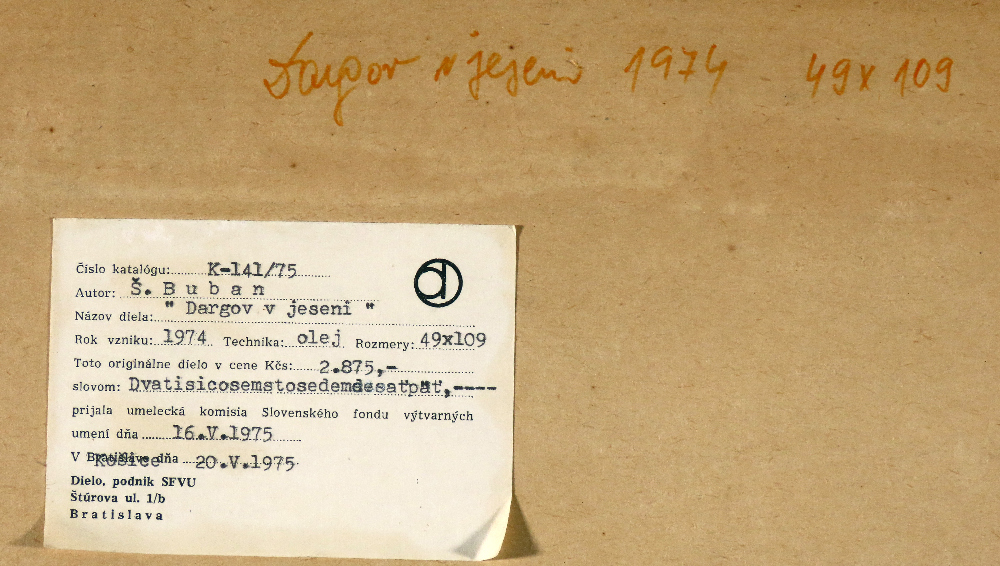 Dargov v jeseni 1974 49x109
Číslo katalógu: K-141/75
Autor: Š. Buban
Názov diela: "Dargov v jeseni"
Rok vzniku: 1974 Technika: olej Rozmery: 49x109
Toto originálne dielo v cene Kčs: 2.875,-
slovom: Dvatisicosemstosedemdesaťpäť,----
prijala umelecká komisia Slovenského fondu výtvarných
umení dňa 16.V.1975
V Košice dňa 20.V.1975
Dielo, podnik SFVU
Štúrova ul. 1/b
Bratislava